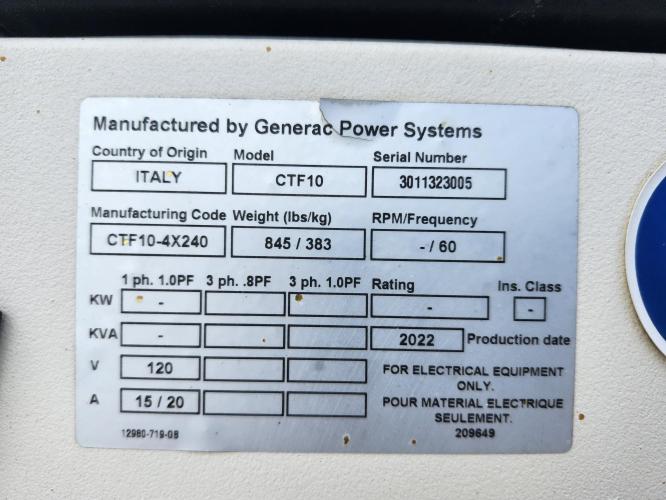 Manufactured by Generac Power Systems
Country of Origin Model Serial Number
ITALY CTF10 3011323005
Manufacturing Code Weight (lbs/kg) RPM/Frequency
CTF10-4X240 845 / 383 - / 60
1 ph. 1.0PF 3 ph. .8PF 3 ph. 1.0PF Rating Ins. Class
KW - - -
KVA - 2022 Production date
V 120 FOR ELECTRICAL EQUIPMENT
ONLY.
A 15 / 20 POUR MATERIAL ELECTRIQUE
SEULEMENT.
12980-719-GB 209649